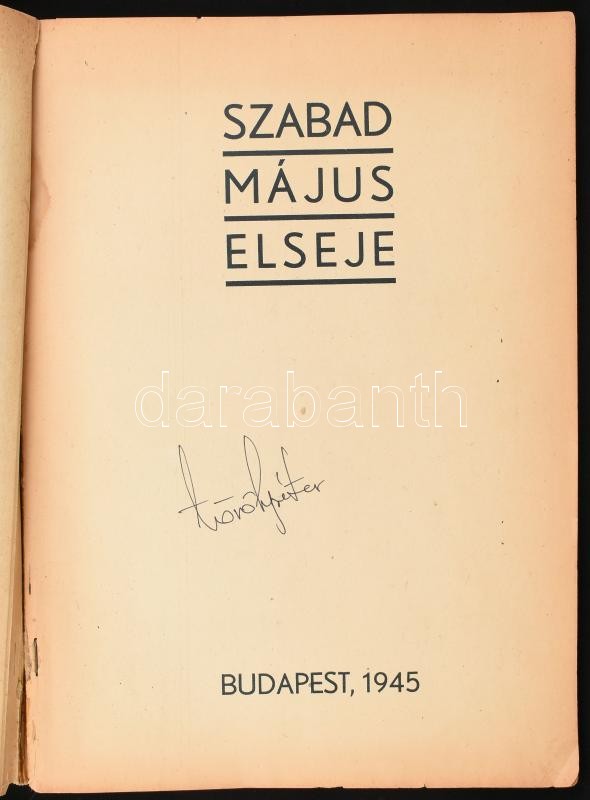 SZABAD
MÁJUS
ELSEJE
darabanth
BUDAPEST, 1945